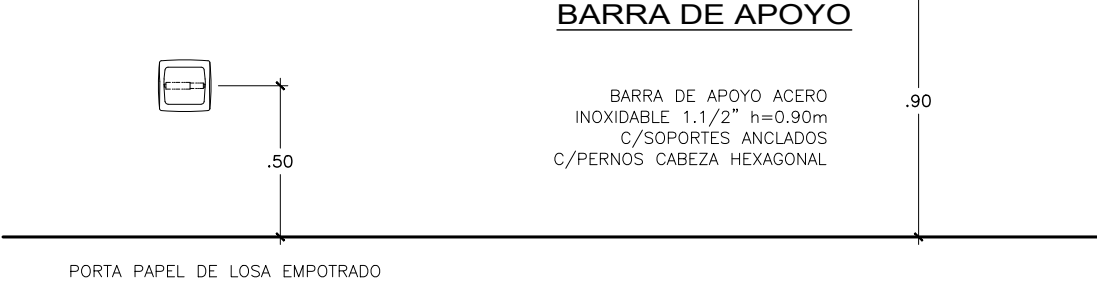 BARRA DE APOYO
BARRA DE APOYO ACERO
INOXIDABLE 1.1/2" h=0.90m
C/SOPORTES ANCLADOS
C/PERNOS CABEZA HEXAGONAL
.90
.50
PORTA PAPEL DE LOSA EMPOTRADO